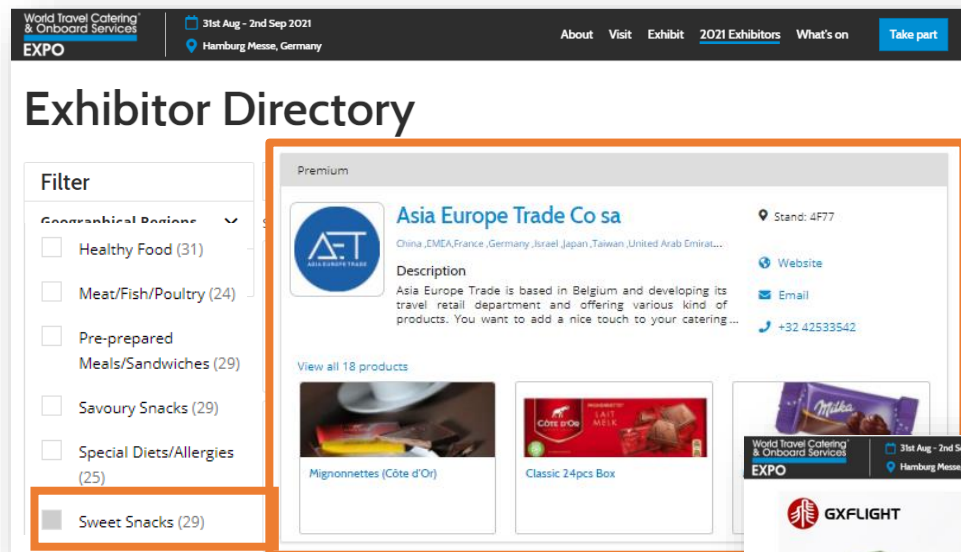 World Travel Catering
& Onboard Services
EXPO
31st Aug - 2nd Sep 2021
Hamburg Messe, Germany
About Visit Exhibit 2021 Exhibitors What's on Take part
Exhibitor Directory
Filter
Geographical Regions
Healthy Food (31)
Meat/Fish/Poultry (24)
Pre-prepared
Meals/Sandwiches (29)
Savoury Snacks (29)
Special Diets/Allergies
(25)
Sweet Snacks (29)
Premium
AET
ASIA EUROPE TRADE
Asia Europe Trade Co sa
China ,EMEA,France ,Germany ,Israel ,Japan ,Taiwan ,United Arab Emirat...
Description
Asia Europe Trade is based in Belgium and developing its
travel retail department and offering various kind of
products. You want to add a nice touch to your catering ...
Stand: 4F77
Website
Email
+32 42533542
View all 18 products
Mignonnettes (Côte d'Or)
CÔTE D'OR
LAIT
MELK
Classic 24pcs Box
Milka
World Travel Catering
& Onboard Services
EXPO
31st Aug - 2nd S
Hamburg Messe
GXFLIGHT